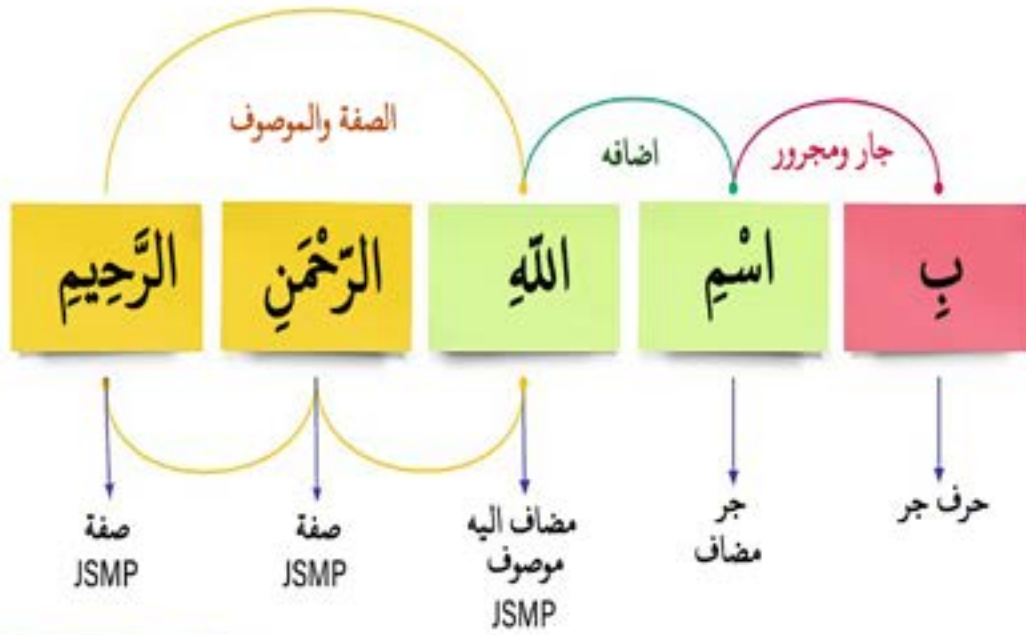 جار ومجرور
اضافه
الصفة والموصوف
بِ
اسْمِ
اللّهِ
الرّحْمَنِ
الرَّحِيمِ
حرف جر
جر
مضاف
مضاف اليه
موصوف
JSMP
صفة
JSMP
صفة
JSMP